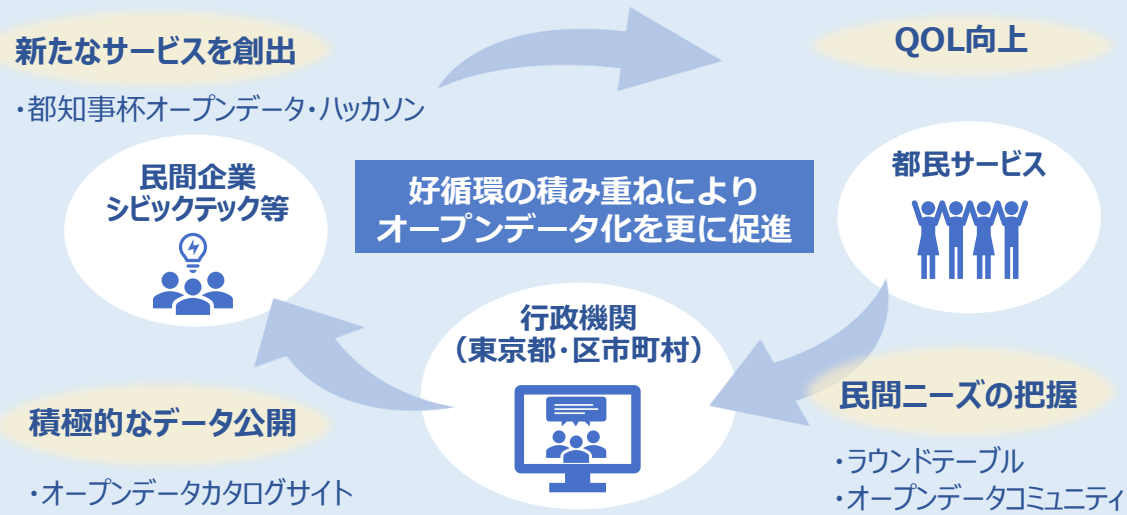 新たなサービスを創出
・都知事杯オープンデータ・ハッカソン
QOL向上
民間企業
シビックテック等
好循環の積み重ねにより
オープンデータ化を更に促進
都民サービス
行政機関
（東京都・区市町村）
積極的なデータ公開
・オープンデータカタログサイト
民間ニーズの把握
・ラウンドテーブル
・オープンデータコミュニティ